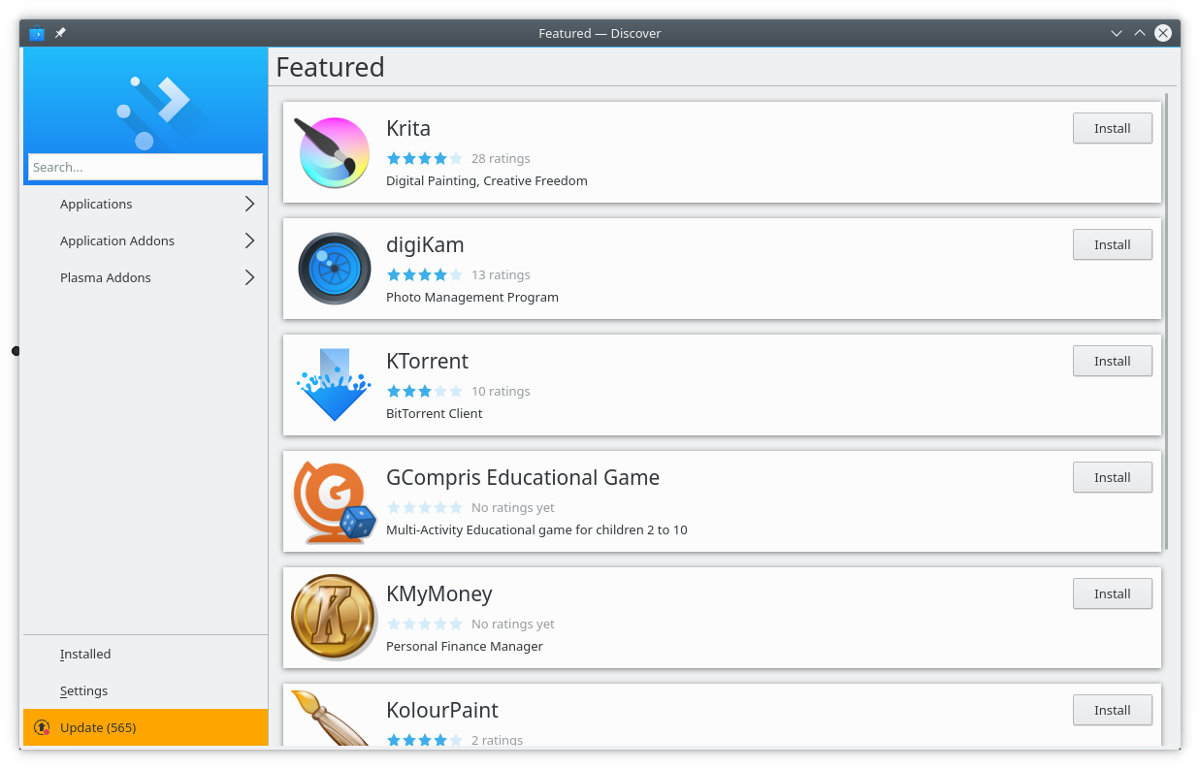 Featured — Discover
Search...
Applications
Application Addons
Plasma Addons
Installed
Settings
Update (565)
Featured
Krita
28 ratings
Digital Painting, Creative Freedom
Install
digiKam
13 ratings
Photo Management Program
Install
KTorrent
10 ratings
BitTorrent Client
Install
G
GCompris Educational Game
No ratings yet
Multi-Activity Educational game for children 2 to 10
Install
K
KMyMoney
No ratings yet
Personal Finance Manager
Install
KolourPaint
2 ratings
Install